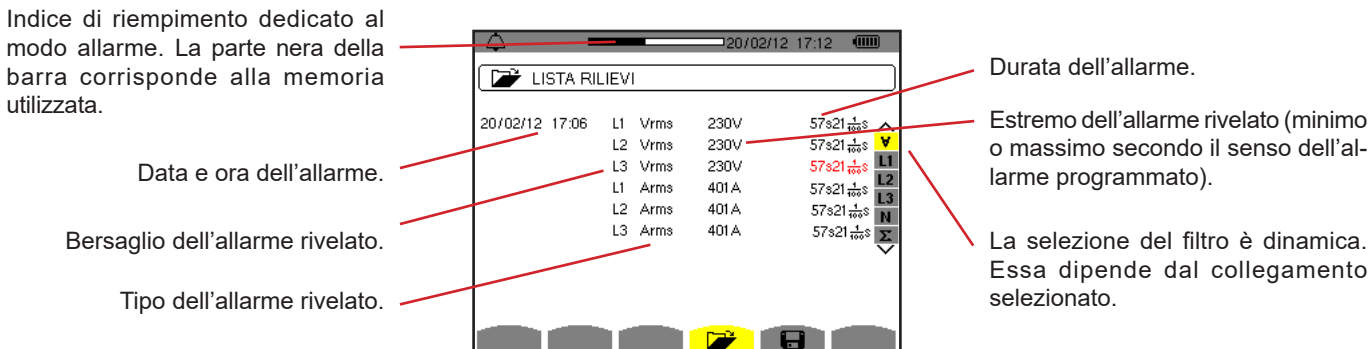 Indice di riempimento dedicato al
modo allarme. La parte nera della
barra corrisponde alla memoria
utilizzata.
Data e ora dell'allarme.
Bersaglio dell'allarme rivelato.
Tipo dell'allarme rivelato.
20/02/12 17:12
LISTA RILIEVI
20/02/12 17:06 L1 Vrms 230V 57s21 1/100 s
L2 Vrms 230V 57s21 1/100 s
L3 Vrms 230V 57s21 1/100 s
L1 Arms 401A 57s21 1/100 s
L2 Arms 401A 57s21 1/100 s
L3 Arms 401A 57s21 1/100 s
∀
L1
L2
L3
N
Σ
Durata dell'allarme.
Estremo dell'allarme rivelato (minimo
o massimo secondo il senso dell'al-
larme programmato).
La selezione del filtro è dinamica.
Essa dipende dal collegamento
selezionato.